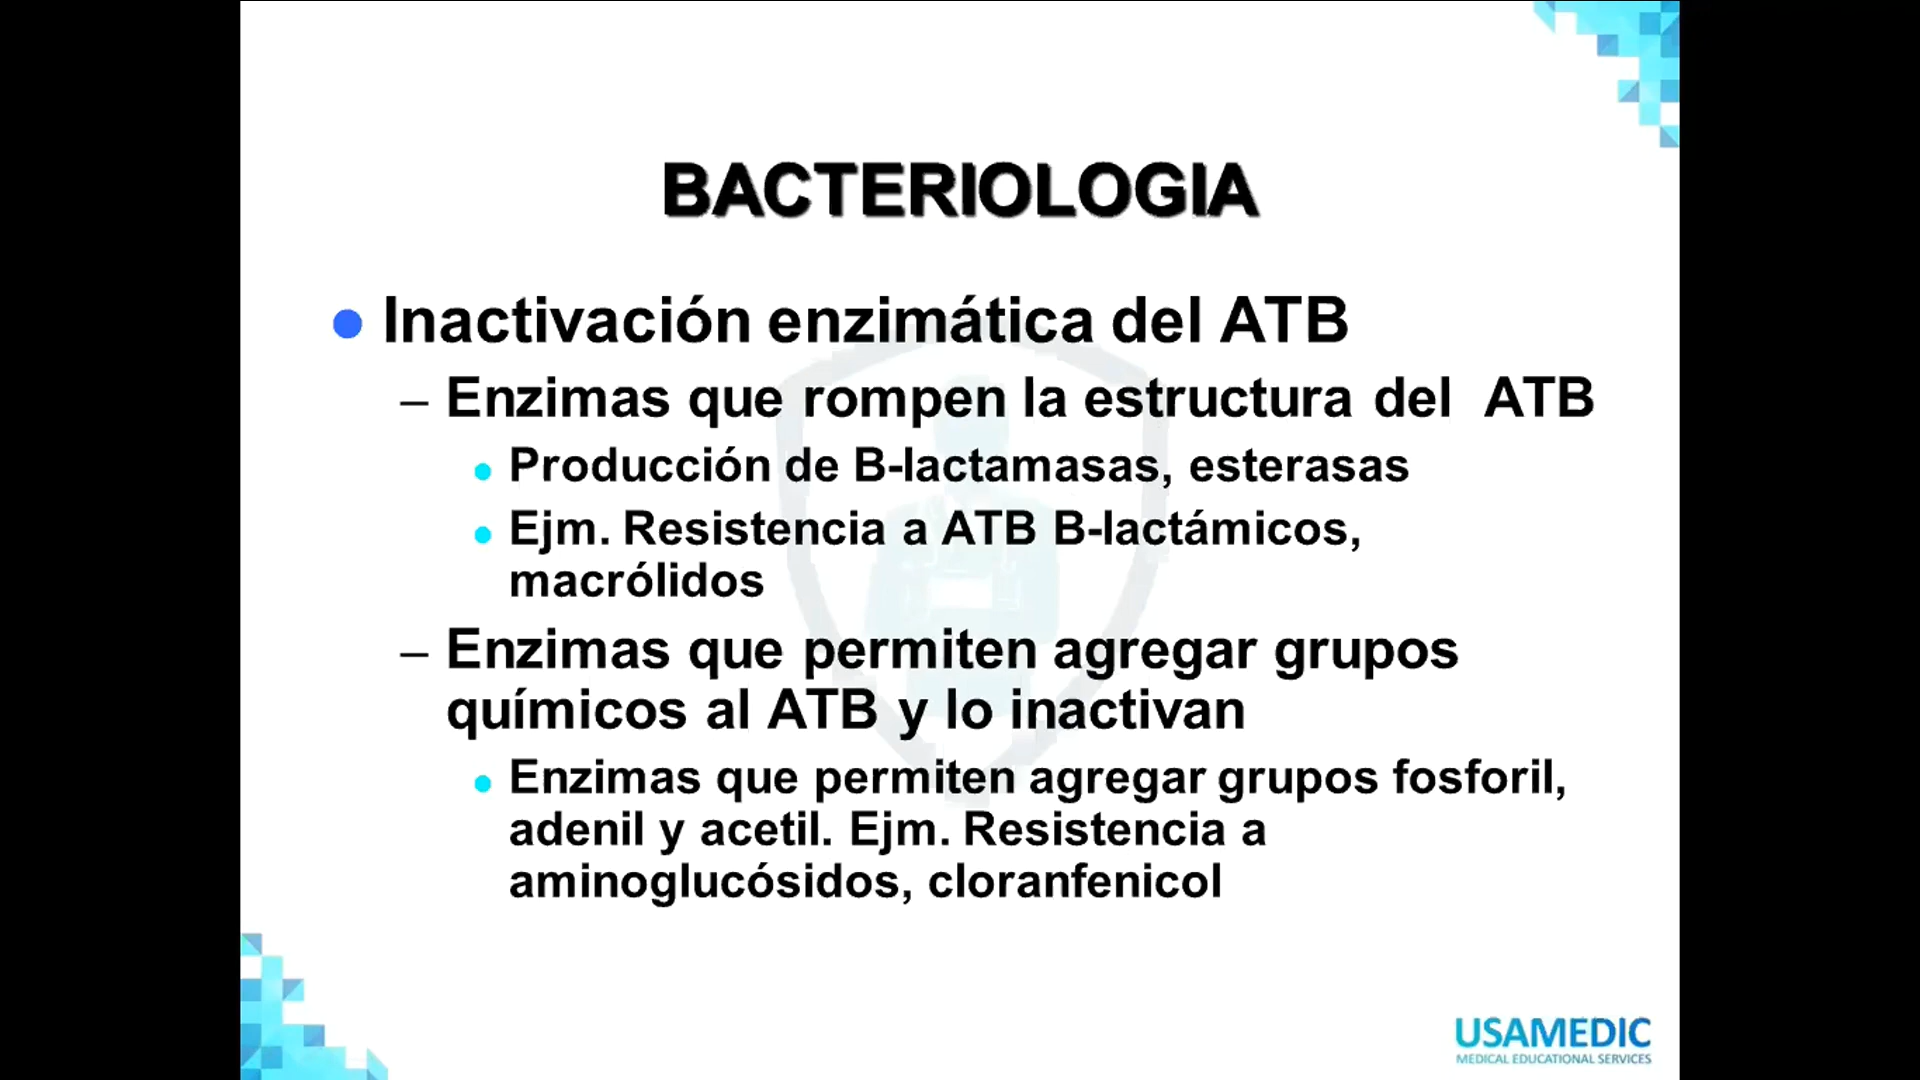 BACTERIOLOGIA
Inactivación enzimática del ATB
– Enzimas que rompen la estructura del ATB
Producción de B-lactamasas, esterasas
Ejm. Resistencia a ATB B-lactámicos,
macrólidos
– Enzimas que permiten agregar grupos
químicos al ATB y lo inactivan
Enzimas que permiten agregar grupos fosforil,
adenil y acetil. Ejm. Resistencia a
aminoglucósidos, cloranfenicol
USAMEDIC
MEDICAL EDUCATIONAL SERVICES